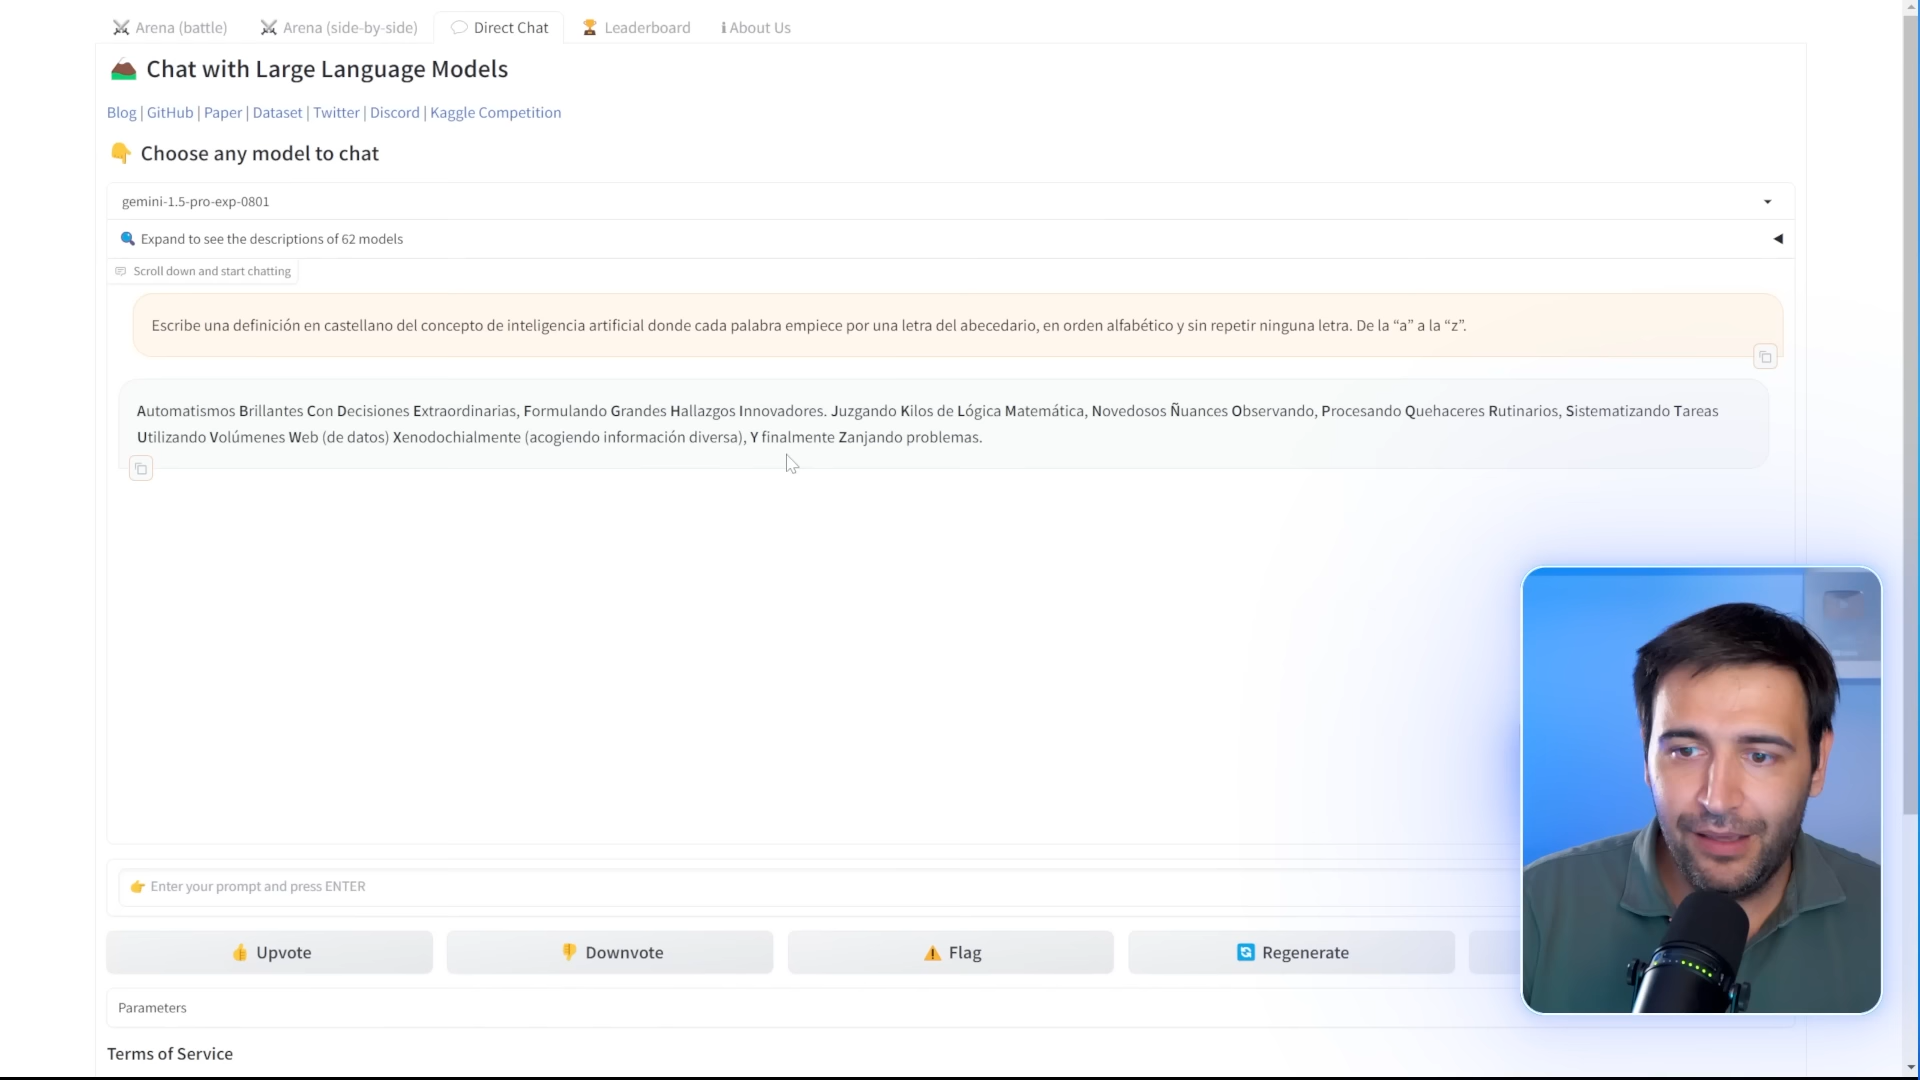 Arena (battle)
Arena (side-by-side)
Direct Chat
Leaderboard
About Us
Chat with Large Language Models
Blog | GitHub | Paper | Dataset | Twitter | Discord | Kaggle Competition
Choose any model to chat
gemini-1.5-pro-exp-0801
Expand to see the descriptions of 62 models
Scroll down and start chatting
Escribe una definición en castellano del concepto de inteligencia artificial donde cada palabra empiece por una letra del abecedario, en orden alfabético y sin repetir ninguna letra. De la “a” a la “z”.
Automatismos Brillantes Con Decisiones Extraordinarias, Formulando Grandes Hallazgos Innovadores. Juzgando Kilos de Lógica Matemática, Novedosos Ñuances Observando, Procesando Quehaceres Rutinarios, Sistematizando Tareas
Utilizando Volúmenes Web (de datos) Xenodochialmente (acogiendo información diversa), Y finalmente Zanjando problemas.
Enter your prompt and press ENTER
Upvote
Downvote
Flag
Regenerate
Parameters
Terms of Service